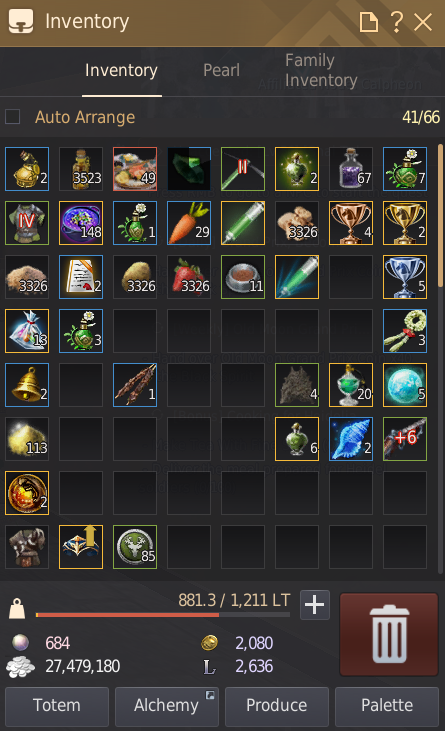 Inventory
?
Inventory Pearl Family Inventory
Auto Arrange 41/66
2 3523 49 II 2 67 7
IV 148 1 29 3326 4 2
3326 2 3326 3326 11 5
13 3 3
2 1 4 20 5
113 6 2 +6
2
85
881.3 / 1,211 LT +
684 2,080
27,479,180 L 2,636
Totem Alchemy Produce Palette